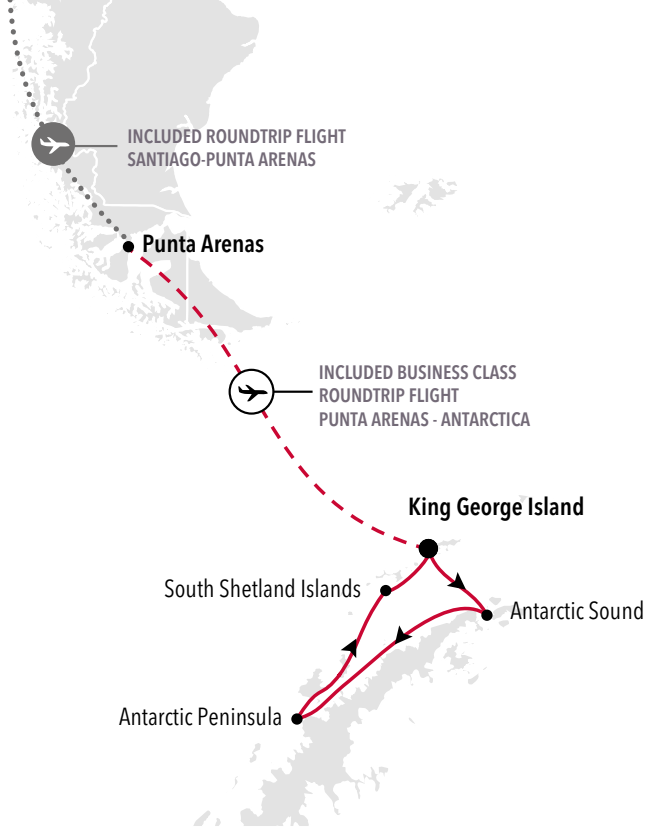 INCLUDED ROUNDTRIP FLIGHT
SANTIAGO-PUNTA ARENAS
Punta Arenas
INCLUDED BUSINESS CLASS
ROUNDTRIP FLIGHT
PUNTA ARENAS - ANTARCTICA
King George Island
South Shetland Islands
Antarctic Sound
Antarctic Peninsula